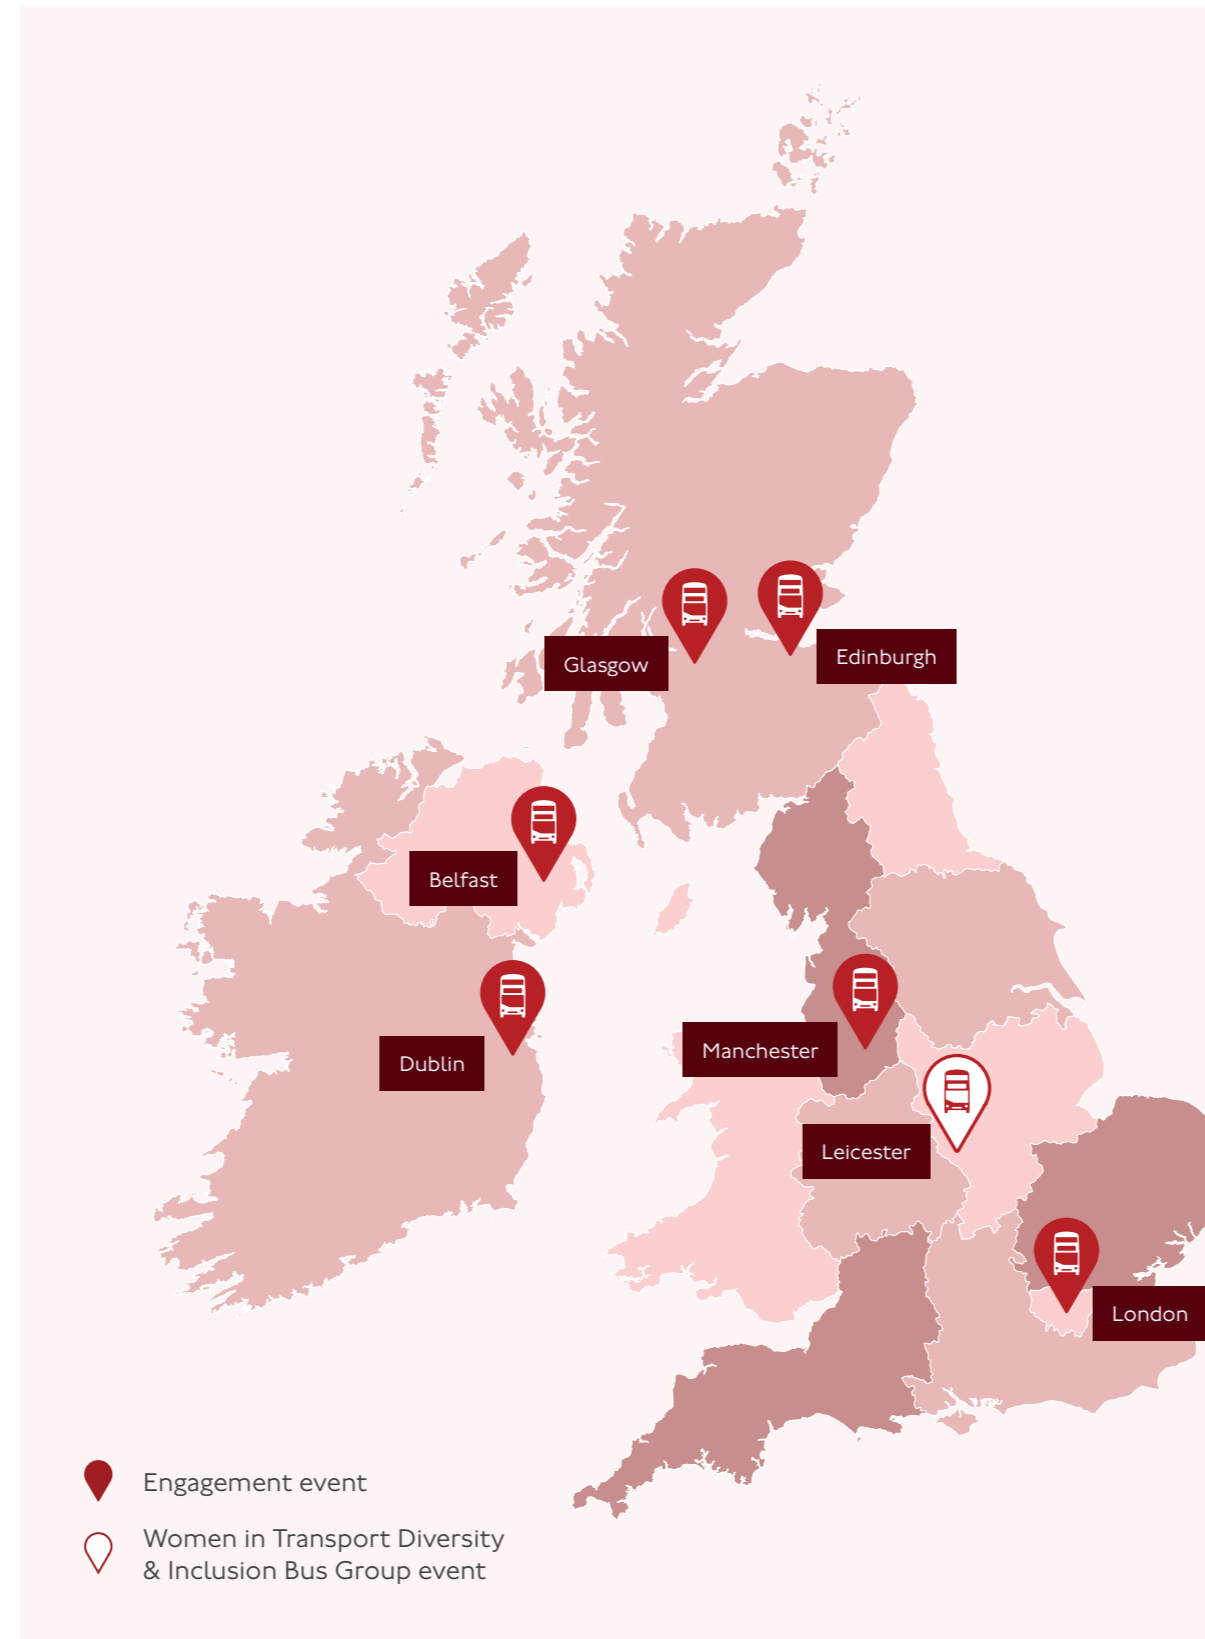 Glasgow
Edinburgh
Belfast
Dublin
Manchester
Leicester
London
Engagement event
Women in Transport Diversity
& Inclusion Bus Group event